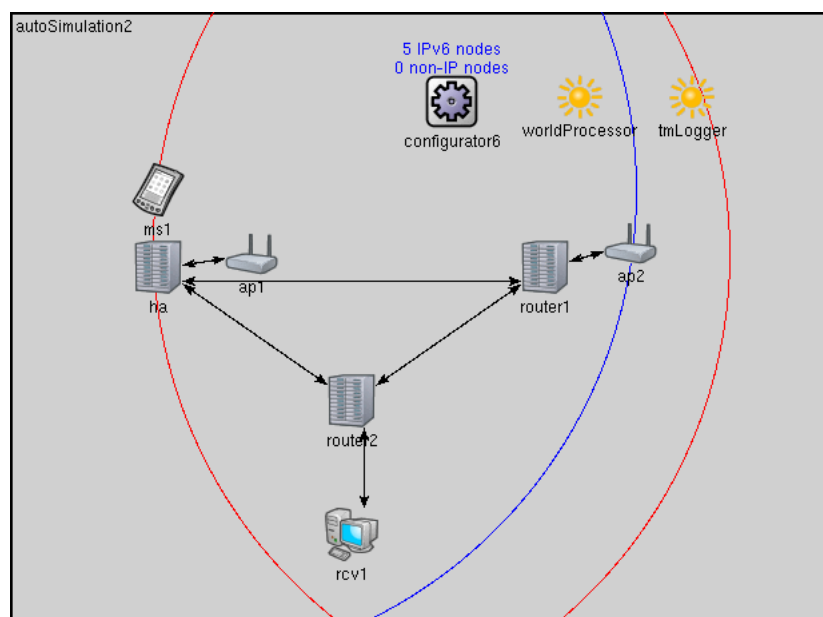 autoSimulation2
5 IPv6 nodes
0 non-IP nodes
configurator6
worldProcessor
tmLogger
ms1
ha
ap1
router1
ap2
router2
rcv1